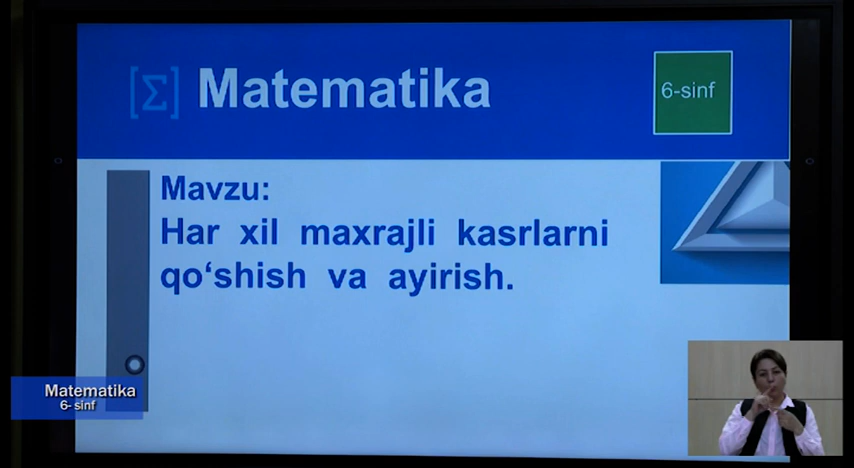 [Σ] Matematika
6-sinf
Mavzu:
Har xil maxrajli kasrlarni
qo‘shish va ayirish.
Matematika
6- sinf